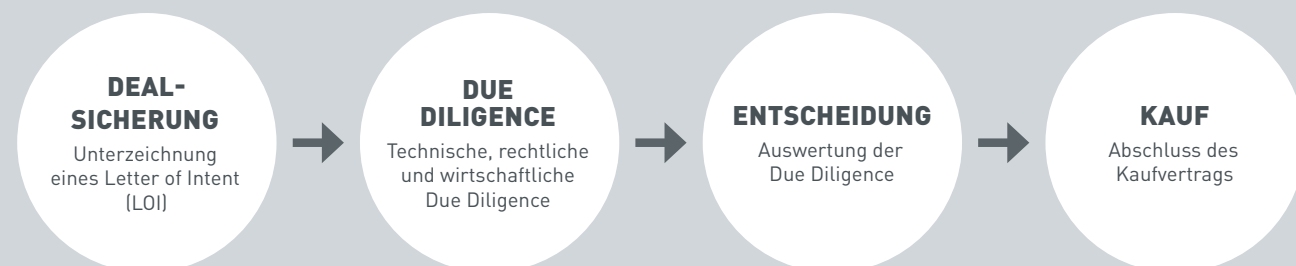 DEAL-
SICHERUNG
Unterzeichnung
eines Letter of Intent
(LOI)
DUE
DILIGENCE
Technische, rechtliche
und wirtschaftliche
Due Diligence
ENTSCHEIDUNG
Auswertung der
Due Diligence
KAUF
Abschluss des
Kaufvertrags